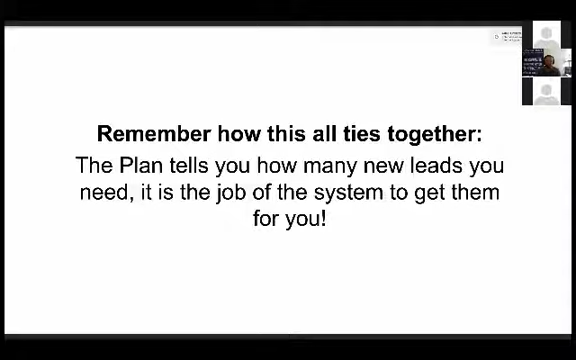 Remember how this all ties together:
The Plan tells you how many new leads you
need, it is the job of the system to get them
for you!